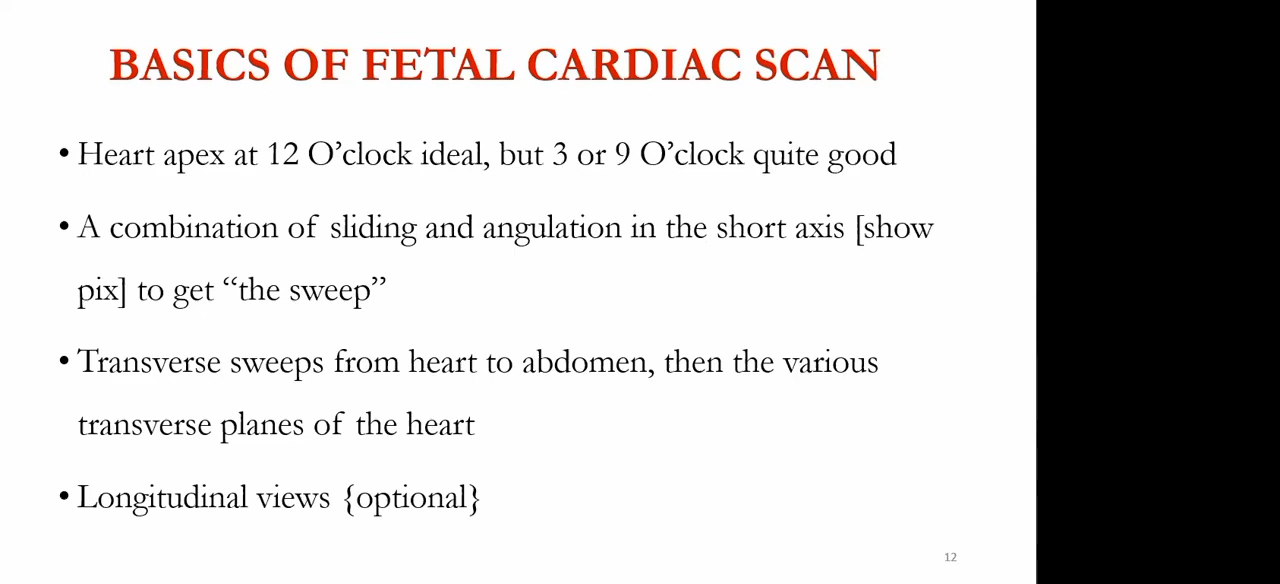 BASICS OF FETAL CARDIAC SCAN
• Heart apex at 12 O’clock ideal, but 3 or 9 O’clock quite good
• A combination of sliding and angulation in the short axis [show
pix] to get “the sweep”
• Transverse sweeps from heart to abdomen, then the various
transverse planes of the heart
• Longitudinal views {optional}
12